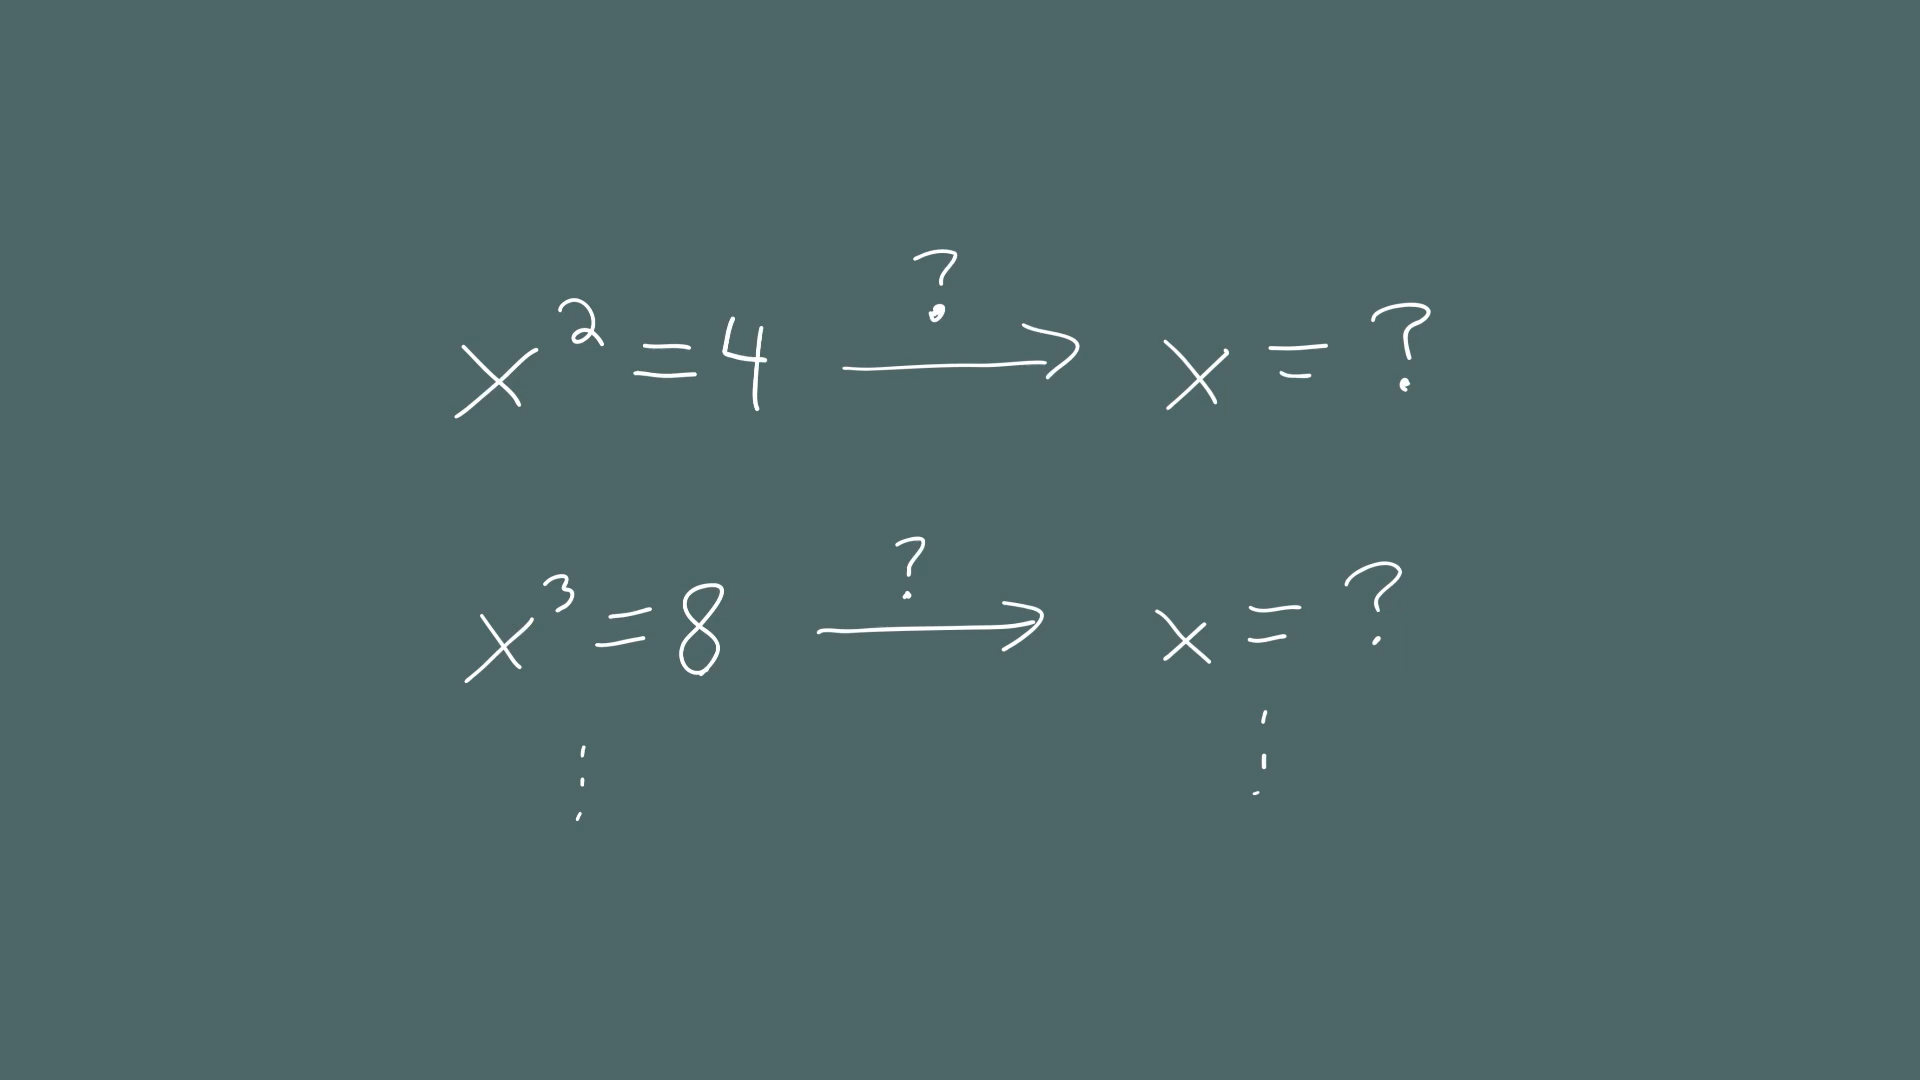 x² = 4 ⟶ ? x = ?
x³ = 8 ⟶ ? x = ?
⋮ ⋮